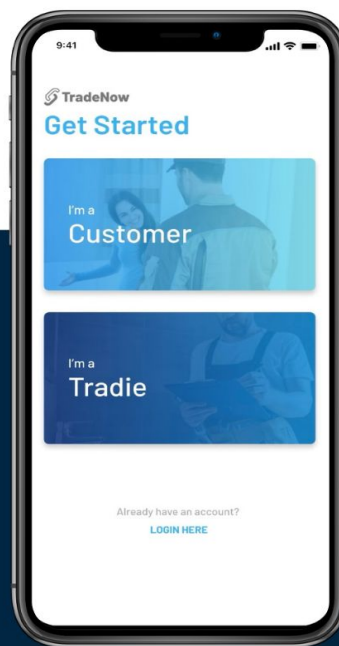 9:41
TradeNow
Get Started
I'm a
Customer
I'm a
Tradie
Already have an account?
LOGIN HERE